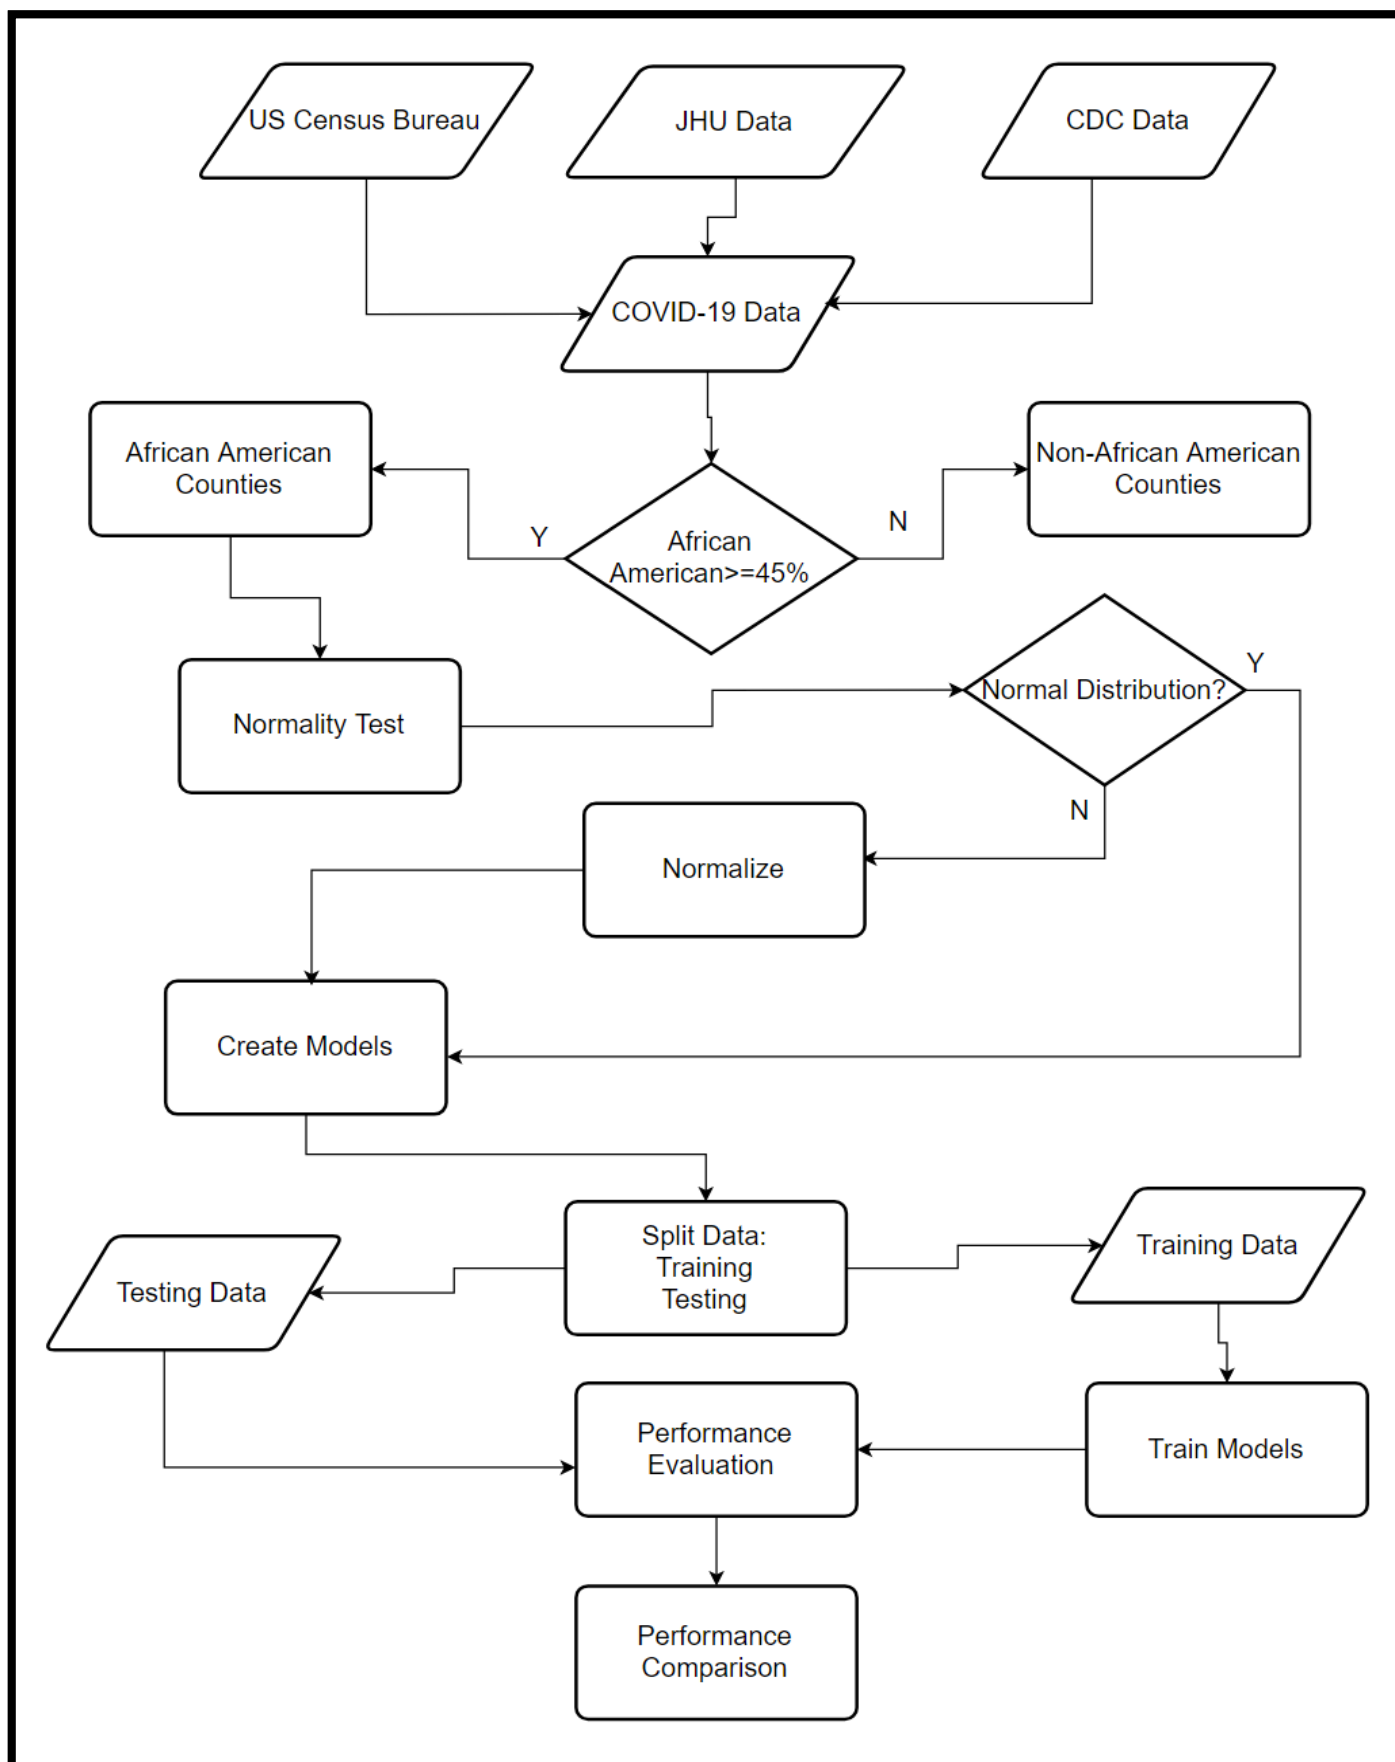 US Census Bureau
JHU Data
CDC Data
COVID-19 Data
African American
Counties
Non-African American
Counties
Y
N
African
American>=45%
Normality Test
Normal Distribution?
Y
N
Normalize
Create Models
Split Data:
Training
Testing
Training Data
Testing Data
Performance
Evaluation
Train Models
Performance
Comparison